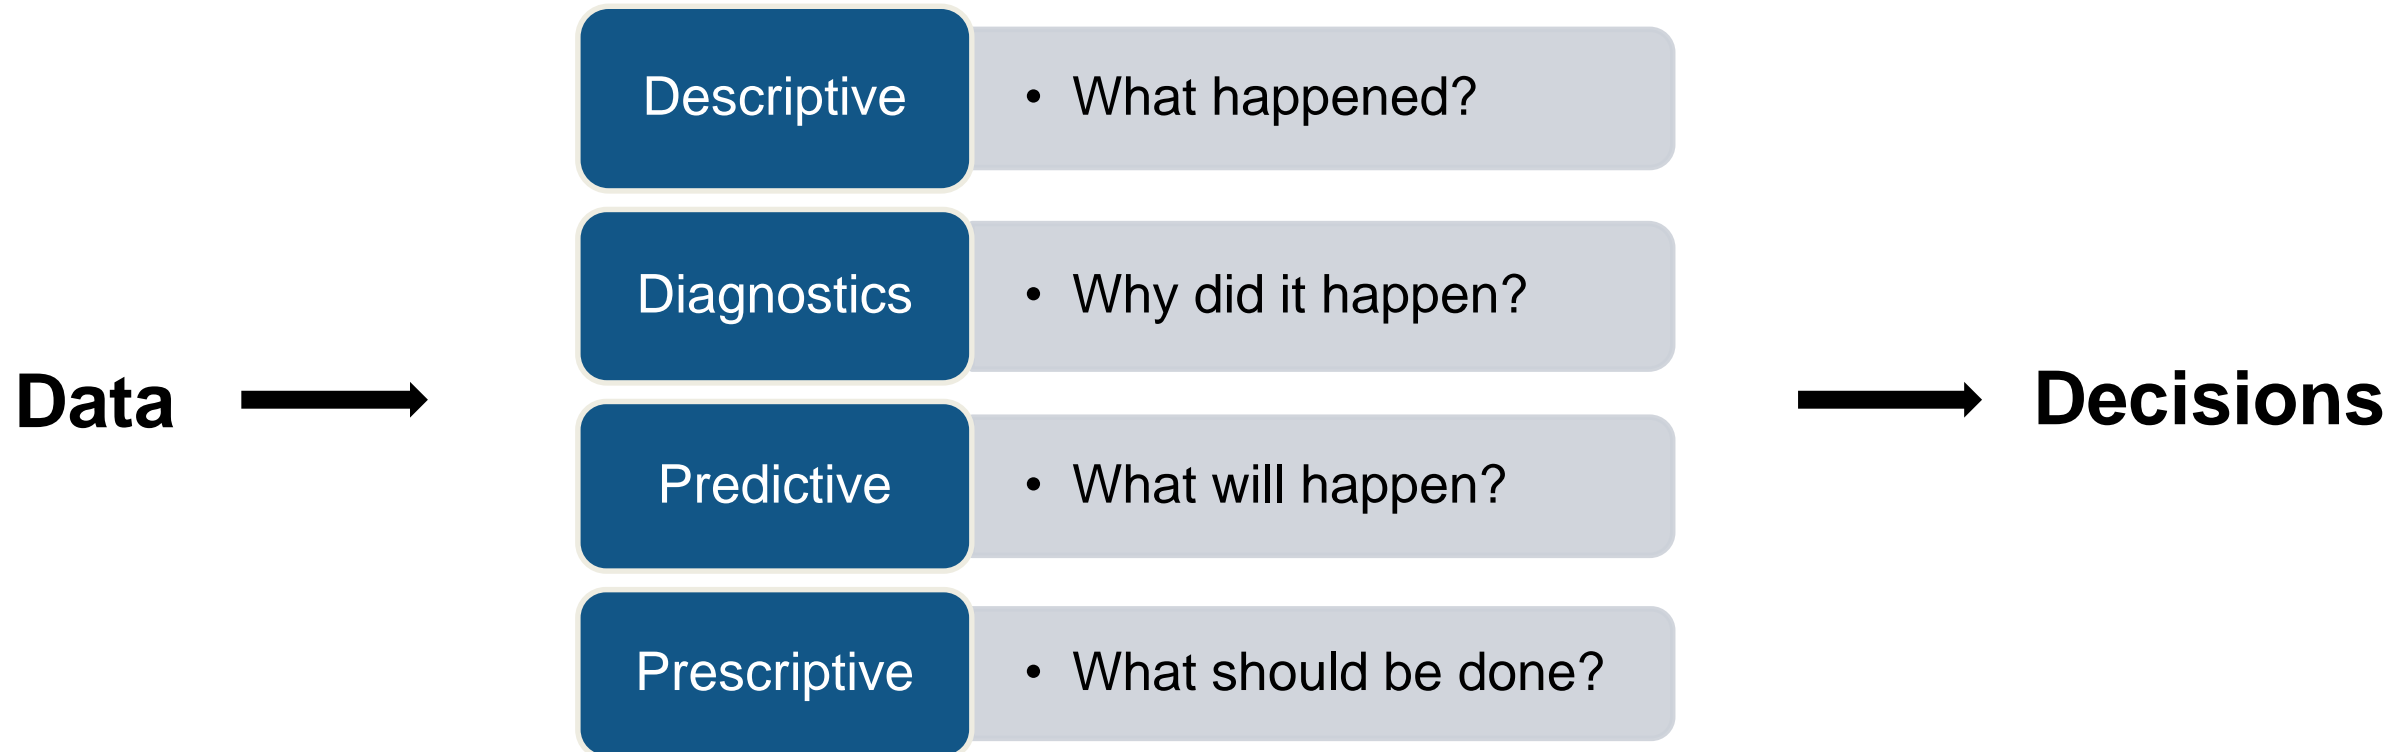 Descriptive
• What happened?
Diagnostics
• Why did it happen?
Data
Decisions
Predictive
• What will happen?
Prescriptive
• What should be done?